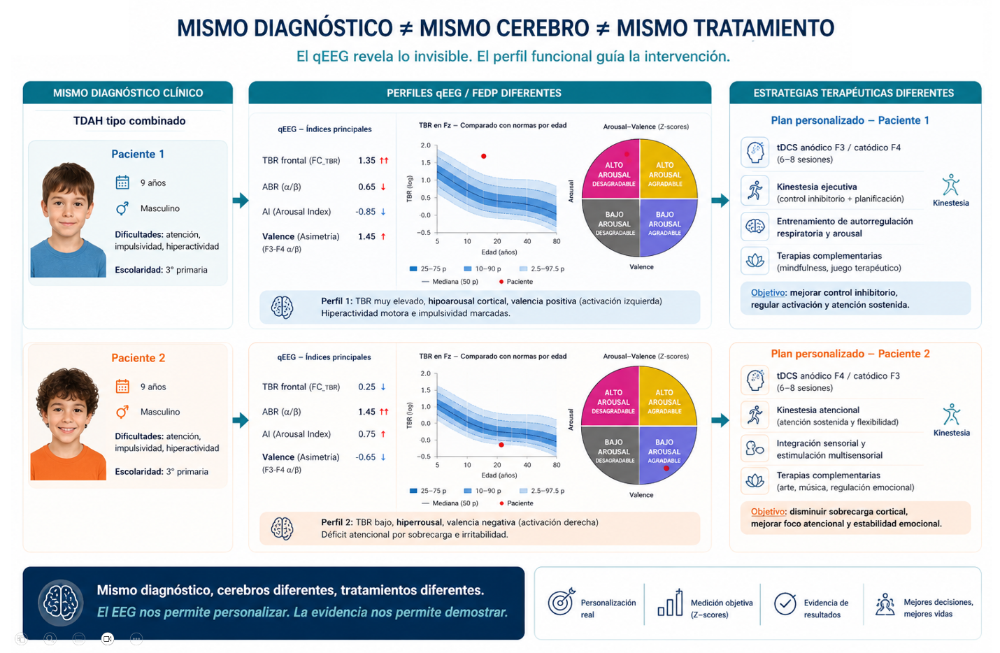 MISMO DIAGNÓSTICO ≠ MISMO CEREBRO ≠ MISMO TRATAMIENTO
El qEEG revela lo invisible. El perfil funcional guía la intervención.
MISMO DIAGNÓSTICO CLÍNICO
TDAH tipo combinado
Paciente 1
9 años
Masculino
Dificultades: atención,
impulsividad, hiperactividad
Escolaridad: 3° primaria
PERFILES qEEG / FEDP DIFERENTES
qEEG – Índices principales
TBR frontal (FC_TBR) 1.35 ↑↑
ABR (α/β) 0.65 ↓
AI (Arousal Index) -0.85 ↓
Valence (Asimetría) 1.45 ↑
(F3-F4 α/β)
TBR en Fz – Comparado con normas por edad
TBR (log)
2.0
1.5
1.0
0.5
-0.0
-0.5
5 10 20 40 80
Edad (años)
25–75 p 10–90 p 2.5–97.5 p
Mediana (50 p) Paciente
Arousal–Valence (Z-scores)
Arousal
ALTO
AROUSAL
DESAGRADABLE
ALTO
AROUSAL
AGRADABLE
BAJO
AROUSAL
DESAGRADABLE
BAJO
AROUSAL
AGRADABLE
Valence
Perfil 1: TBR muy elevado, hipoarousal cortical, valencia positiva (activación izquierda)
Hiperactividad motora e impulsividad marcadas.
ESTRATEGIAS TERAPÉUTICAS DIFERENTES
Plan personalizado – Paciente 1
tDCS anódico F3 / catódico F4
(6–8 sesiones)
Kinestesia ejecutiva
(control inhibitorio + planificación)
Entrenamiento de autorregulación
respiratoria y arousal
Terapias complementarias
(mindfulness, juego terapéutico)
Kinestesia
Objetivo: mejorar control inhibitorio,
regular activación y atención sostenida.
Paciente 2
9 años
Masculino
Dificultades: atención,
impulsividad, hiperactividad
Escolaridad: 3° primaria
qEEG – Índices principales
TBR frontal (FC_TBR) 0.25 ↓
ABR (α/β) 1.45 ↑↑
AI (Arousal Index) 0.75 ↑
Valence (Asimetría) -0.65 ↓
(F3-F4 α/β)
TBR en Fz – Comparado con normas por edad
TBR (log)
2.0
1.5
1.0
0.0
-0.0
-0.5
5 10 20 40 80
Edad (años)
25–75 p 10–90 p 2.5–97.5 p
Mediana (50 p) Paciente
Arousal–Valence (Z-scores)
Arousal
ALTO
AROUSAL
DESAGRADABLE
ALTO
AROUSAL
AGRADABLE
BAJO
AROUSAL
DESAGRADABLE
BAJO
AROUSAL
AGRADABLE
Valence
Perfil 2: TBR bajo, hiperrousal, valencia negativa (activación derecha)
Déficit atencional por sobrecarga e irritabilidad.
Plan personalizado – Paciente 2
tDCS anódico F4 / catódico F3
(6–8 sesiones)
Kinestesia atencional
(atención sostenida y flexibilidad)
Integración sensorial y
estimulación multisensorial
Terapias complementarias
(arte, música, regulación emocional)
Kinestesia
Objetivo: disminuir sobrecarga cortical,
mejorar foco atencional y estabilidad emocional.
Mismo diagnóstico, cerebros diferentes, tratamientos diferentes.
El EEG nos permite personalizar. La evidencia nos permite demostrar.
Personalización
real
Medición objetiva
(Z–scores)
Evidencia de
resultados
Mejores decisiones,
mejores vidas